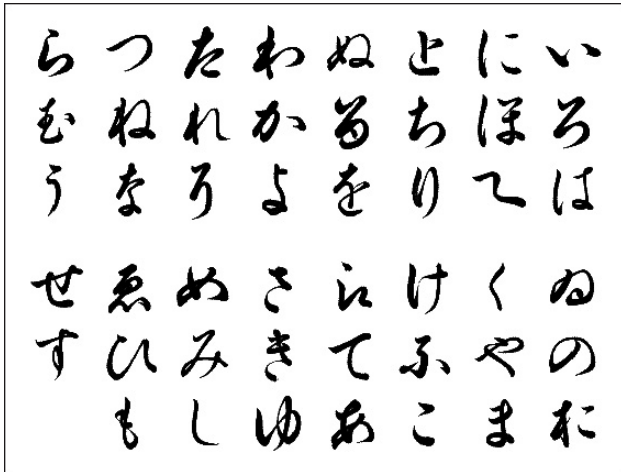 いろは
にほへ
とちり
ぬるを
わかよ
たれそ
つねな
らむう
ゐのお
くやま
けふこ
えてあ
さきゆ
めみし
ゑひも
せす